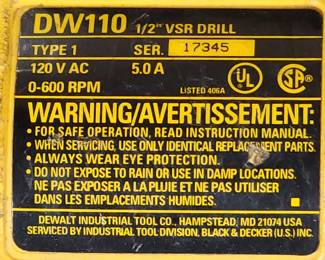 DW110 1/2" VSR DRILL
TYPE 1 SER. 17345
120 V AC 5.0 A
0-600 RPM LISTED 406A
UL
SA
WARNING/AVERTISSEMENT:
• FOR SAFE OPERATION, READ INSTRUCTION MANUAL.
• WHEN SERVICING, USE ONLY IDENTICAL REPLACEMENT PARTS.
• ALWAYS WEAR EYE PROTECTION.
• DO NOT EXPOSE TO RAIN OR USE IN DAMP LOCATIONS.
NE PAS EXPOSER A LA PLUIE ET NE PAS UTILISER
DANS LES EMPLACEMENTS HUMIDES.
DEWALT INDUSTRIAL TOOL CO., HAMPSTEAD, MD 21074 USA
SERVICED BY INDUSTRIAL TOOL DIVISION, BLACK & DECKER (U.S.) INC.